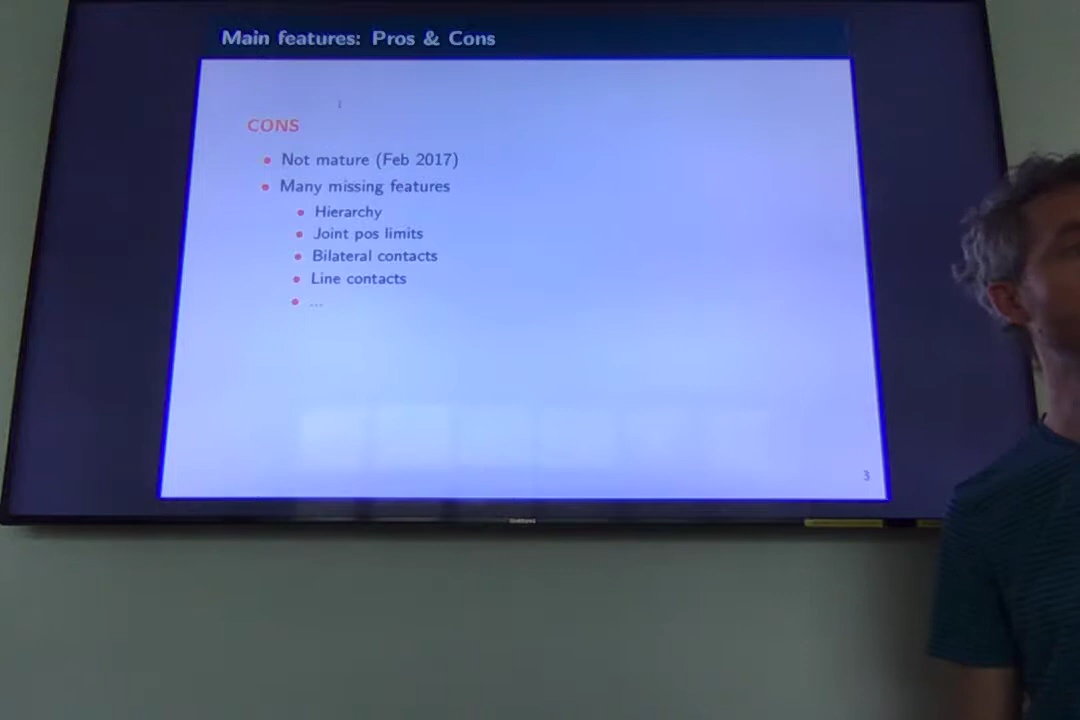 Main features: Pros & Cons
CONS
Not mature (Feb 2017)
Many missing features
Hierarchy
Joint pos limits
Bilateral contacts
Line contacts
...
3